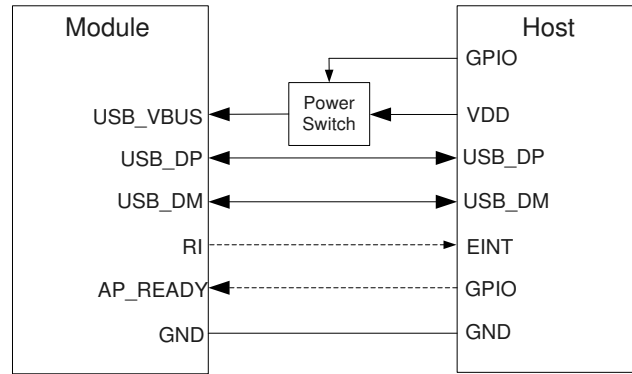 Module
Host
GPIO
Power
Switch
USB_VBUS
VDD
USB_DP
USB_DP
USB_DM
USB_DM
RI
EINT
AP_READY
GPIO
GND
GND